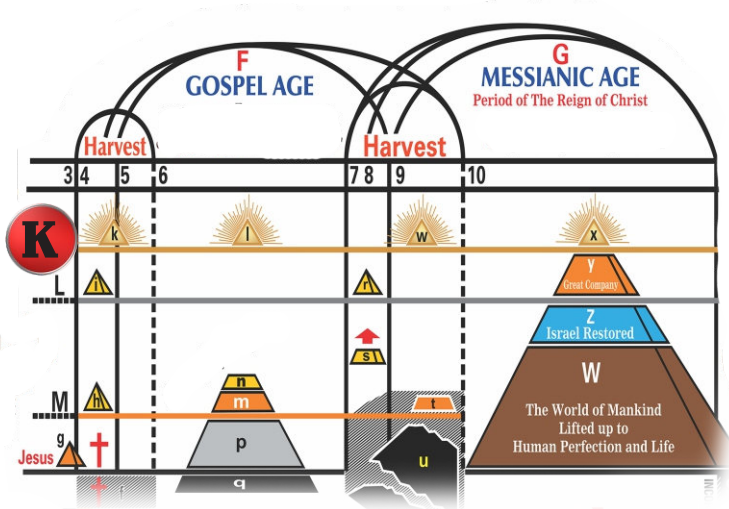 F
GOSPEL AGE
G
MESSIANIC AGE
Period of The Reign of Christ
Harvest
Harvest
3 4 5 6 7 8 9 10
K
k l w x
L
i r
Y
Great Company
Z
Israel Restored
s
n
M
h m t
W
The World of Mankind
Lifted up to
Human Perfection and Life
g
Jesus
p u
q